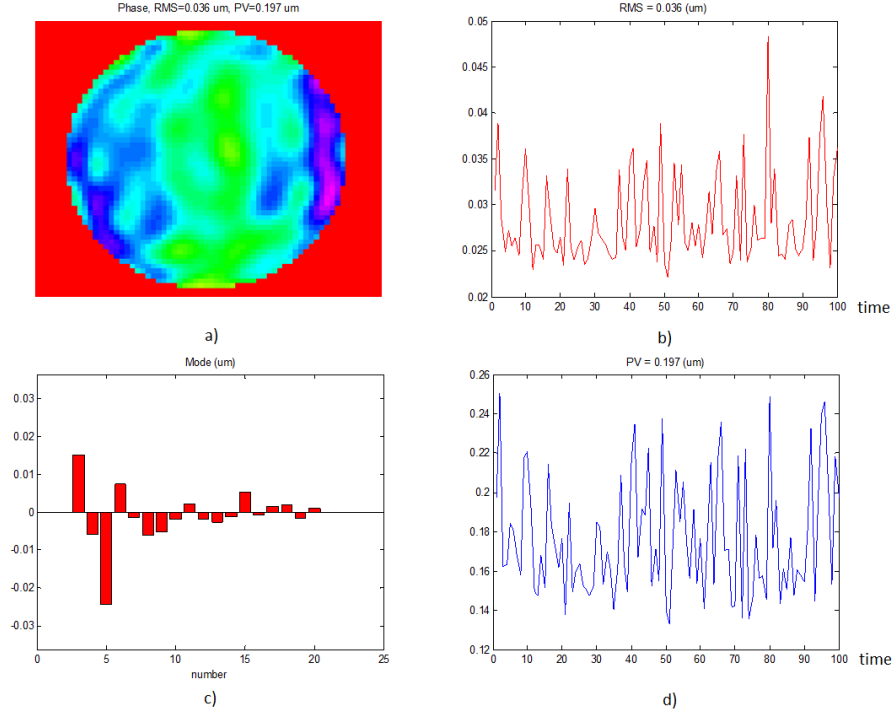 Phase, RMS=0.036 um, PV=0.197 um
a)
RMS = 0.036 (um)
0.05
0.045
0.04
0.035
0.03
0.025
0.02
0 10 20 30 40 50 60 70 80 90 100
time
b)
Mode (um)
0.03
0.02
0.01
0
-0.01
-0.02
-0.03
0 5 10 15 20 25
number
c)
PV = 0.197 (um)
0.26
0.24
0.22
0.2
0.18
0.16
0.14
0.12
0 10 20 30 40 50 60 70 80 90 100
time
d)